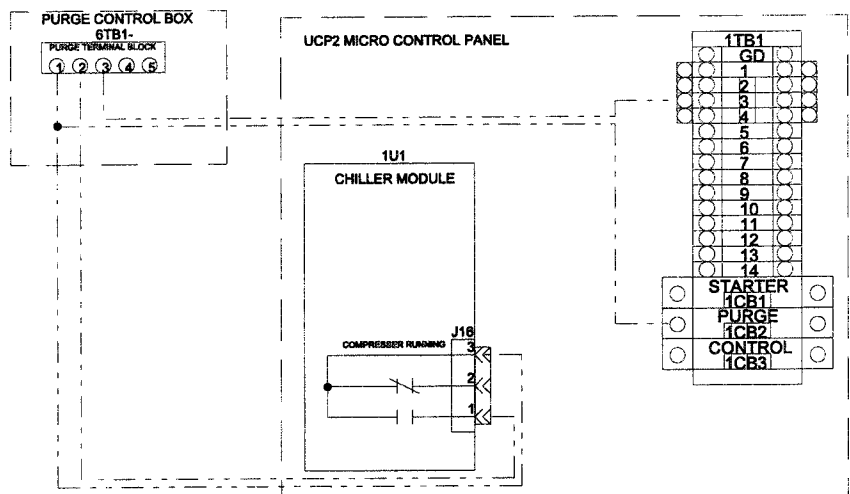 PURGE CONTROL BOX
6TB1-
PURGE TERMINAL BLOCK
1 2 3 4 5
UCP2 MICRO CONTROL PANEL
1U1
CHILLER MODULE
J16
COMPRESSER RUNNING
3
2
1
1TB1
GD
1
2
3
4
5
6
7
8
9
10
11
12
13
14
STARTER
1CB1
PURGE
1CB2
CONTROL
1CB3